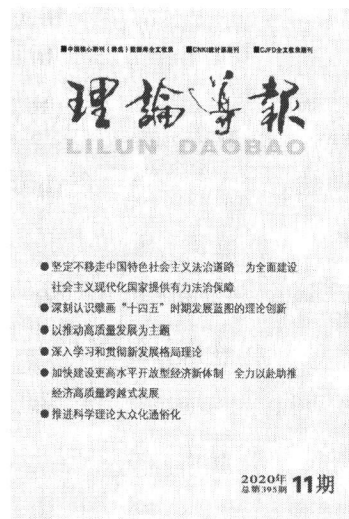 ■中国核心期刊（遴选）数据库全文收录 ■CNKI统计源期刊 ■CJFD全文收录期刊
理論導報
LILUN DAOBAO
●坚定不移走中国特色社会主义法治道路 为全面建设
社会主义现代化国家提供有力法治保障
●深刻认识擘画“十四五”时期发展蓝图的理论创新
●以推动高质量发展为主题
●深入学习和贯彻新发展格局理论
●加快建设更高水平开放型经济新体制 全力以赴助推
经济高质量跨越式发展
●推进科学理论大众化通俗化
2020年
总第395期 11期